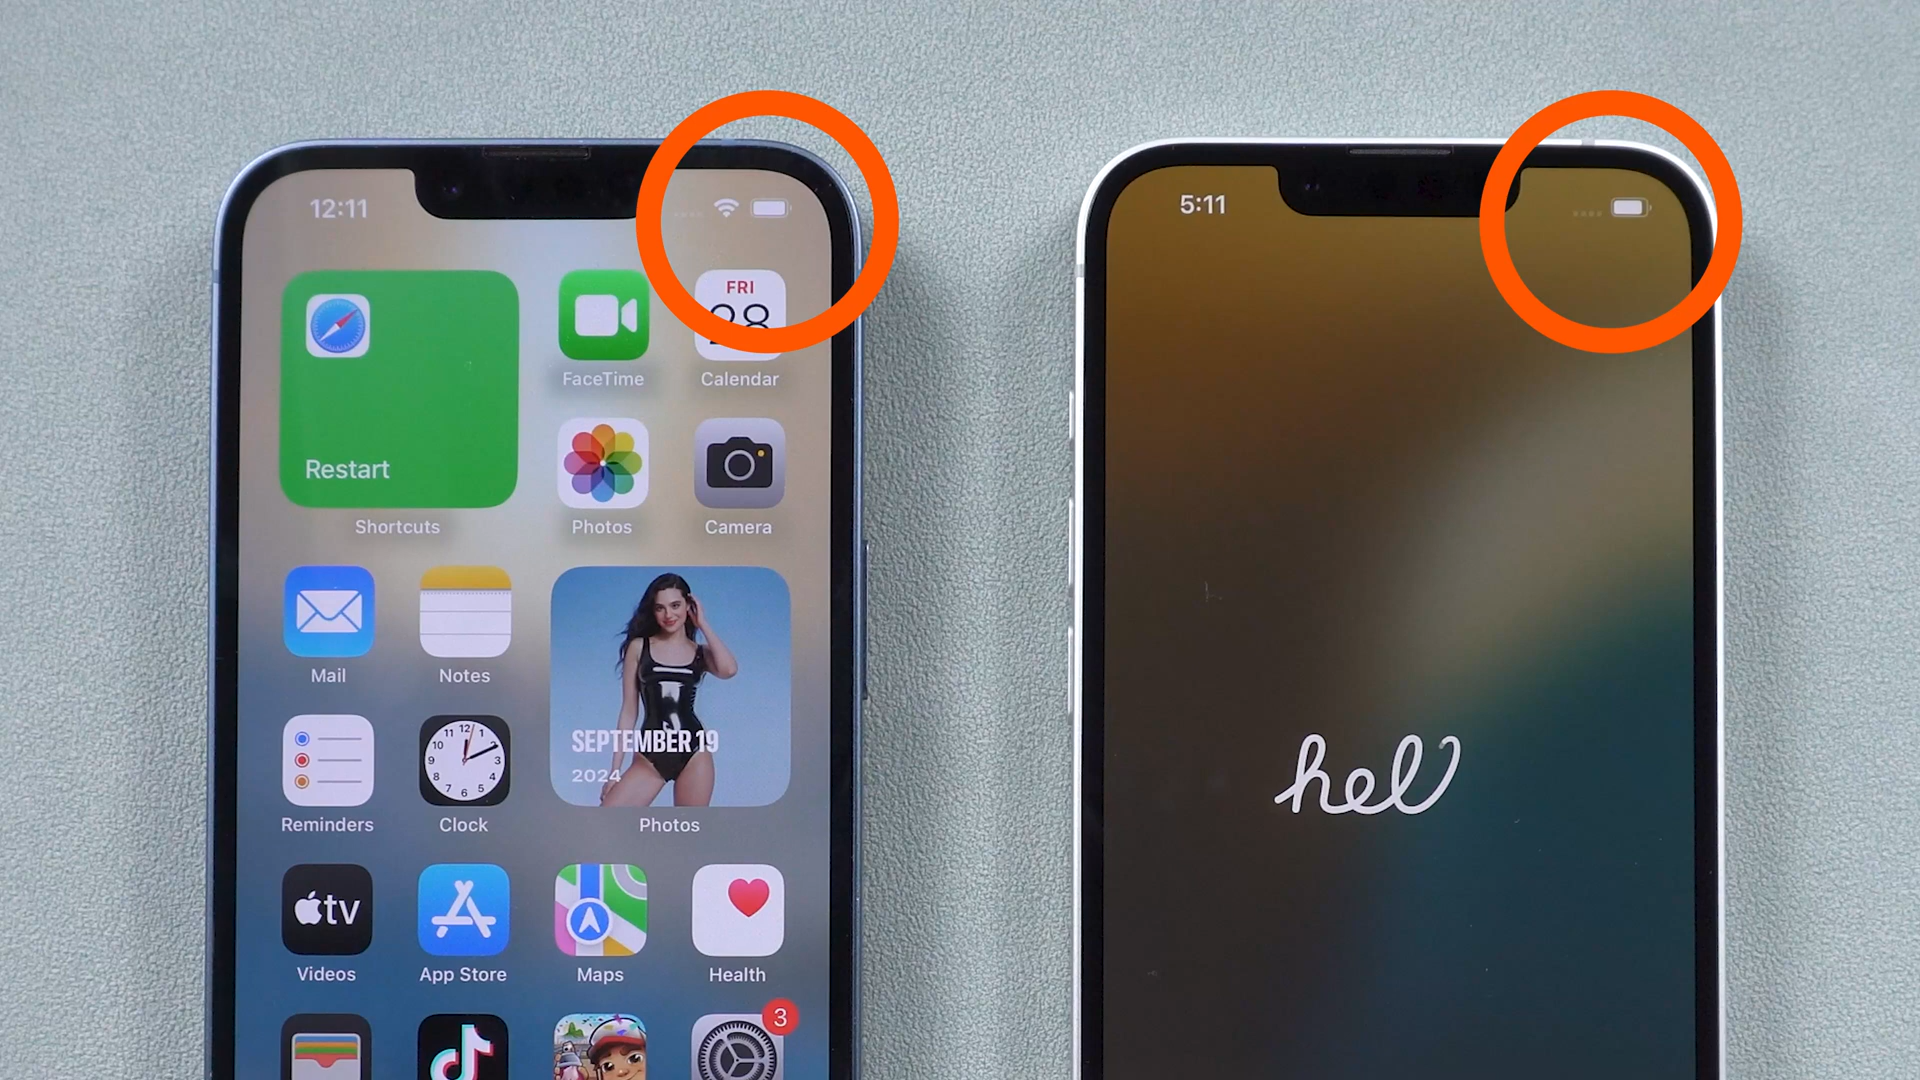 12:11
FRI
28
Restart
FaceTime
Calendar
Shortcuts
Photos
Camera
Mail
Notes
SEPTEMBER 19
2024
Reminders
Clock
Photos
tv
Videos
App Store
Maps
Health
3
5:11
hel